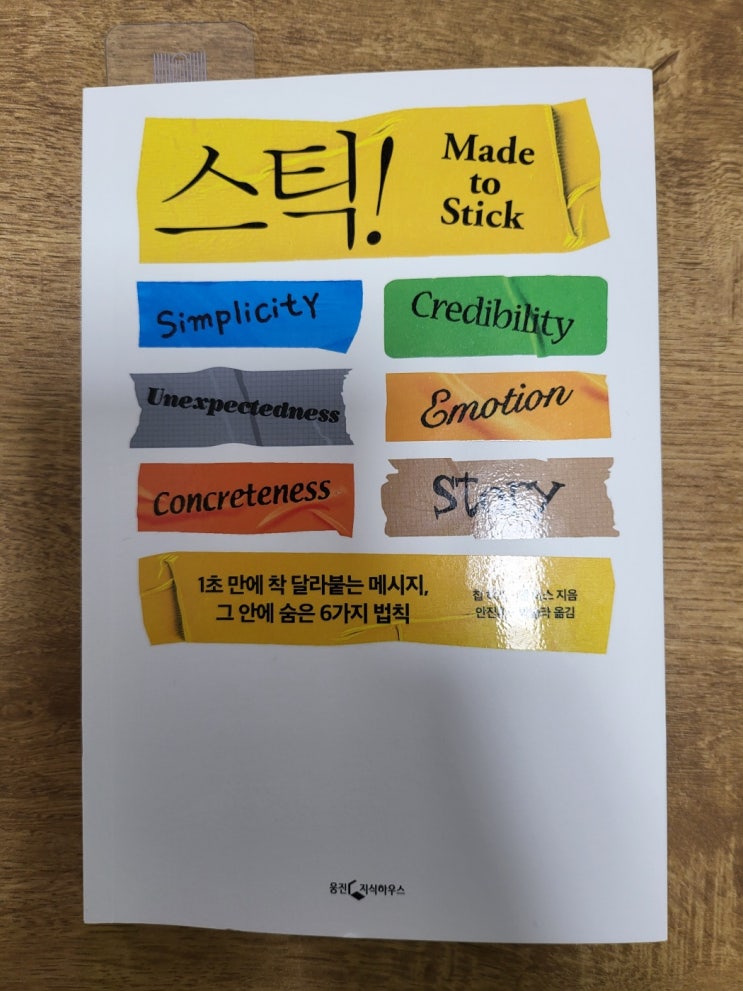 스틱!
Made
to
Stick
Simplicity
Credibility
Unexpectedness
Emotion
Concreteness
Story
1초 만에 착 달라붙는 메시지,
그 안에 숨은 6가지 법칙
칩 지음
옮김
웅진 지식하우스